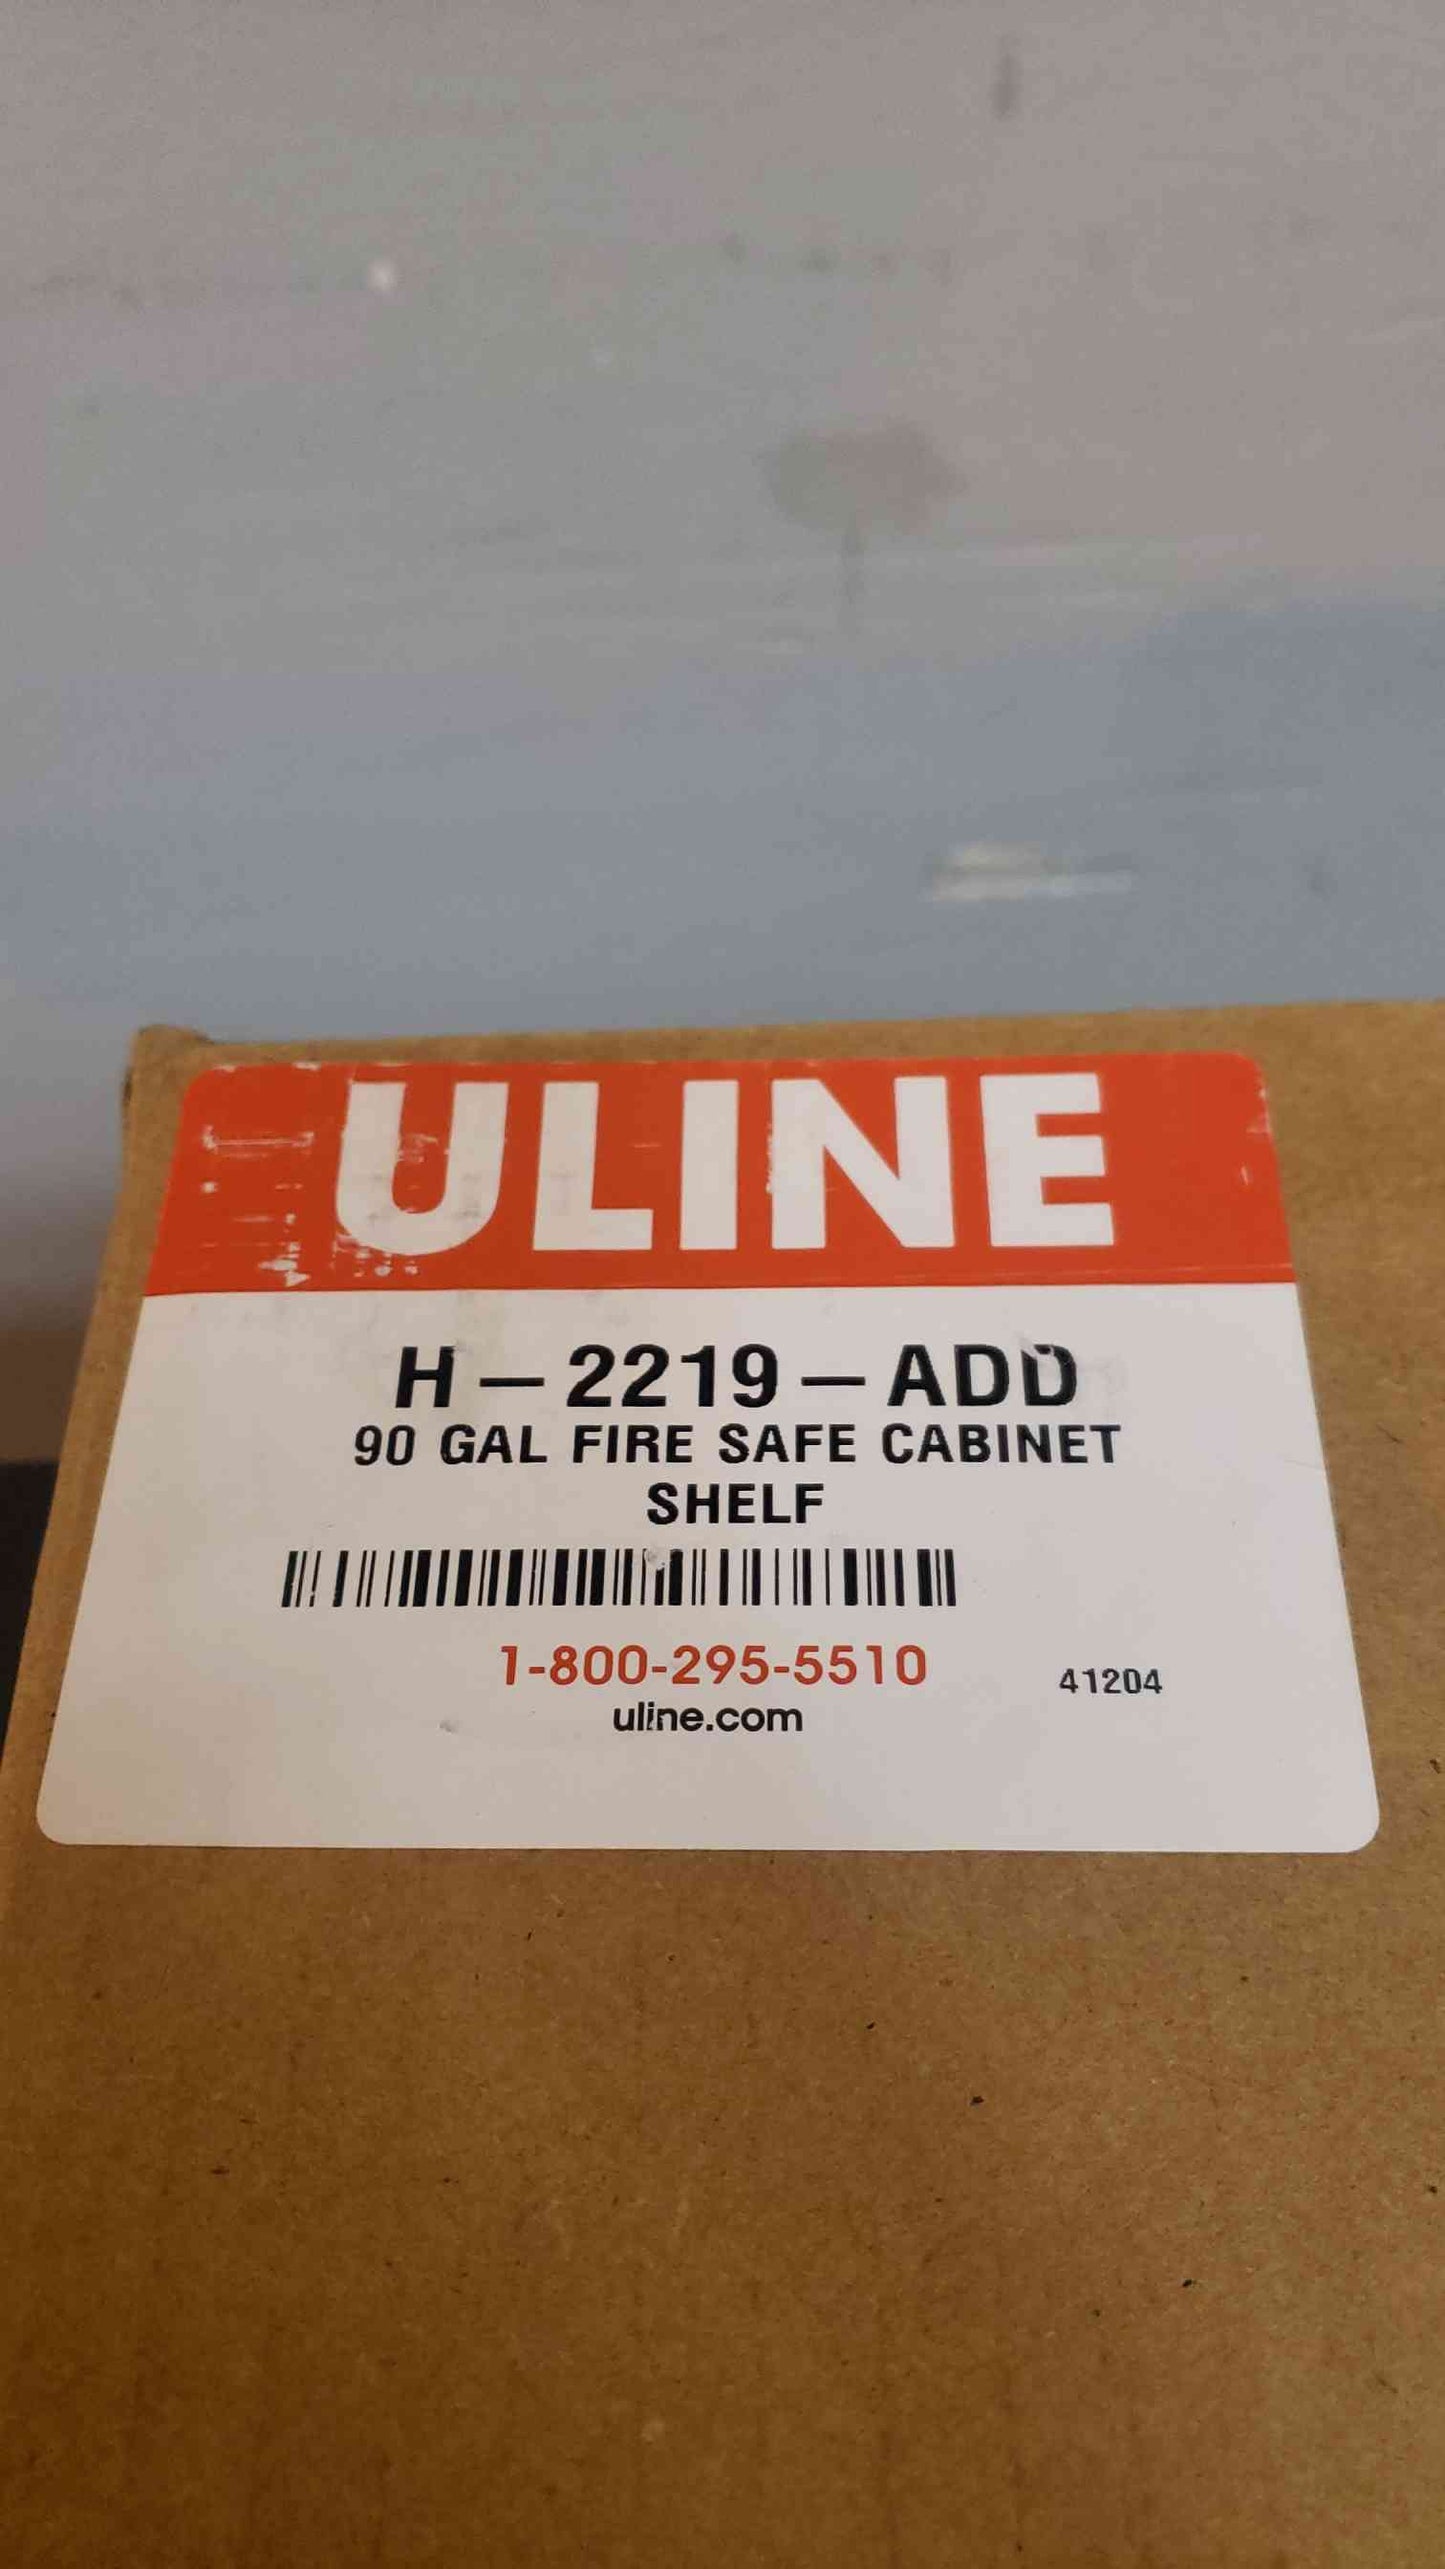 ULINE
H-2219-ADD
90 GAL FIRE SAFE CABINET
SHELF
1-800-295-5510
41204
uline.com